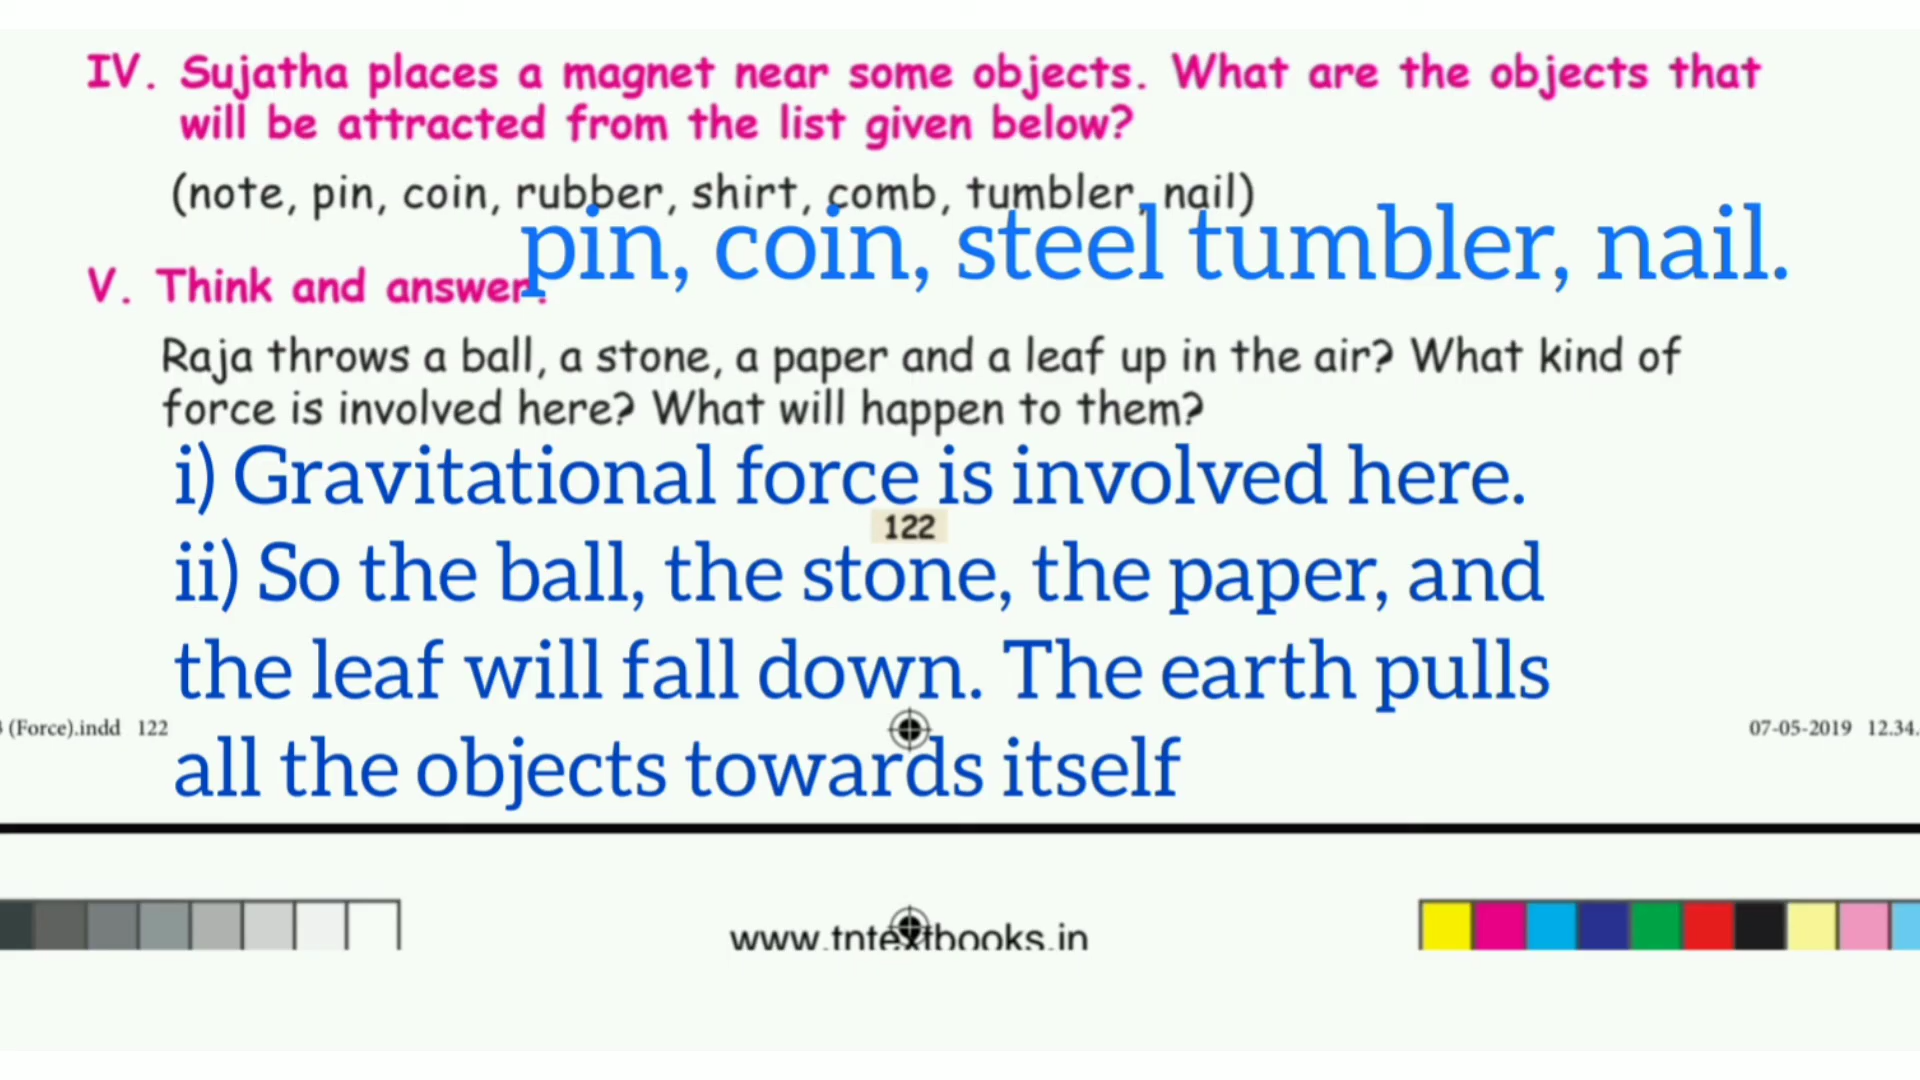 IV. Sujatha places a magnet near some objects. What are the objects that
will be attracted from the list given below?
(note, pin, coin, rubber, shirt, comb, tumbler, nail)
pin, coin, steel tumbler, nail.
V. Think and answer.
Raja throws a ball, a stone, a paper and a leaf up in the air? What kind of
force is involved here? What will happen to them?
i) Gravitational force is involved here.
122
ii) So the ball, the stone, the paper, and
the leaf will fall down. The earth pulls
(Force).indd 122
07-05-2019 12.34.
all the objects towards itself
www.tntextbooks.in